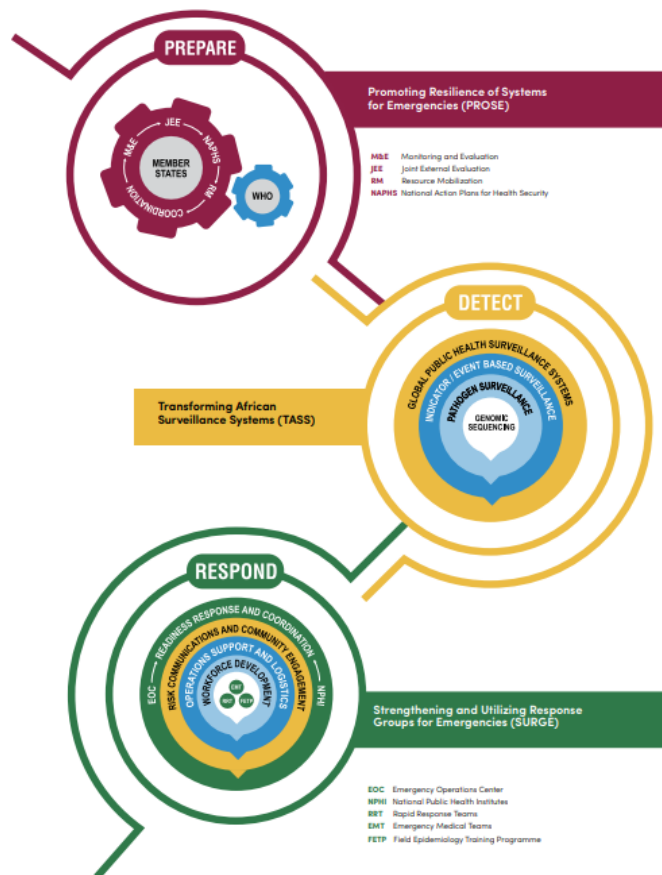 PREPARE
Promoting Resilience of Systems
for Emergencies (PROSE)
M&E → JEE → NAPHS → RM → COORDINATION
MEMBER
STATES
WHO
M&E Monitoring and Evaluation
JEE Joint External Evaluation
RM Resource Mobilization
NAPHS National Action Plans for Health Security
DETECT
GLOBAL PUBLIC HEALTH SURVEILLANCE SYSTEMS
INDICATOR / EVENT BASED SURVEILLANCE
PATHOGEN SURVEILLANCE
GENOMIC
SEQUENCING
Transforming African
Surveillance Systems (TASS)
RESPOND
EOC → READINESS RESPONSE AND COORDINATION → NPHI
RISK COMMUNICATIONS AND COMMUNITY ENGAGEMENT
OPERATIONS SUPPORT AND LOGISTICS
WORKFORCE DEVELOPMENT
EMT
RRT FETP
Strengthening and Utilizing Response
Groups for Emergencies (SURGE)
EOC Emergency Operations Center
NPHI National Public Health Institutes
RRT Rapid Response Teams
EMT Emergency Medical Teams
FETP Field Epidemiology Training Programme